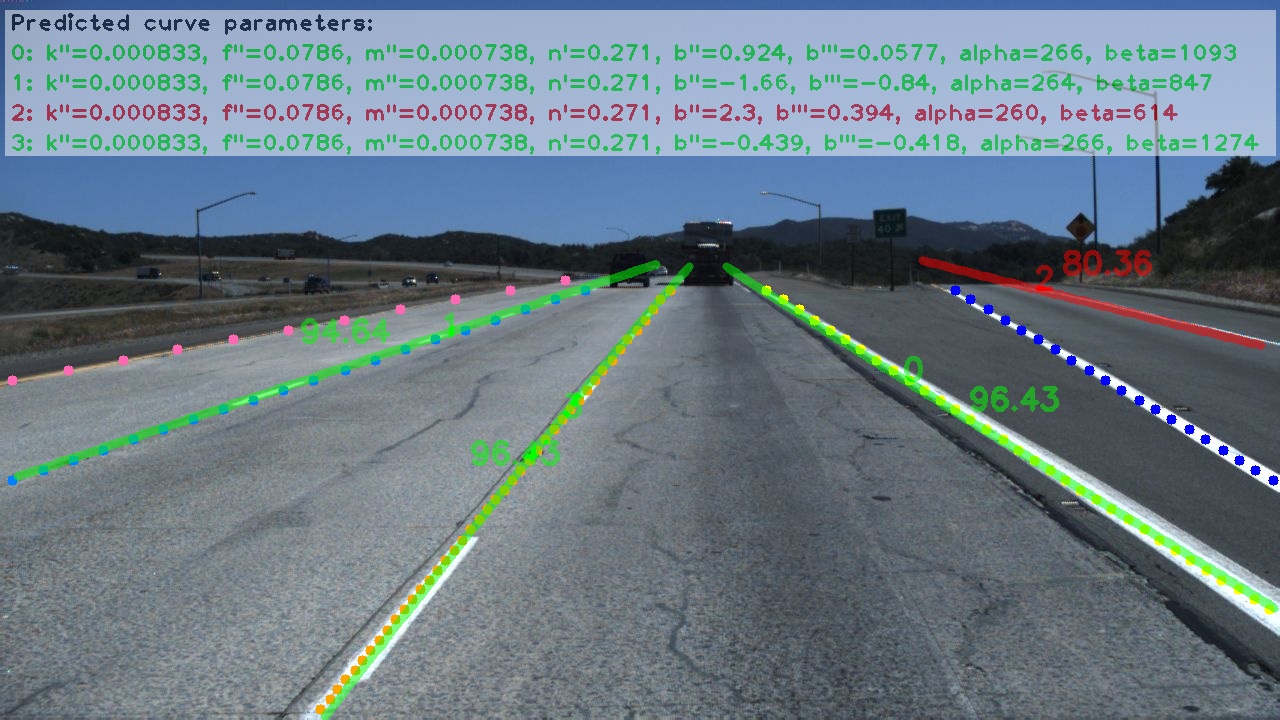 Predicted curve parameters:
0: k''=0.000833, f''=0.0786, m''=0.000738, n'=0.271, b''=0.924, b'''=0.0577, alpha=266, beta=1093
1: k''=0.000833, f''=0.0786, m''=0.000738, n'=0.271, b''=-1.66, b'''=-0.84, alpha=264, beta=847
2: k''=0.000833, f''=0.0786, m''=0.000738, n'=0.271, b''=2.3, b'''=0.394, alpha=260, beta=614
3: k''=0.000833, f''=0.0786, m''=0.000738, n'=0.271, b''=-0.439, b'''=-0.418, alpha=266, beta=1274
EXIT
40
2 80.36
94.64 1
0
96.43
96.43